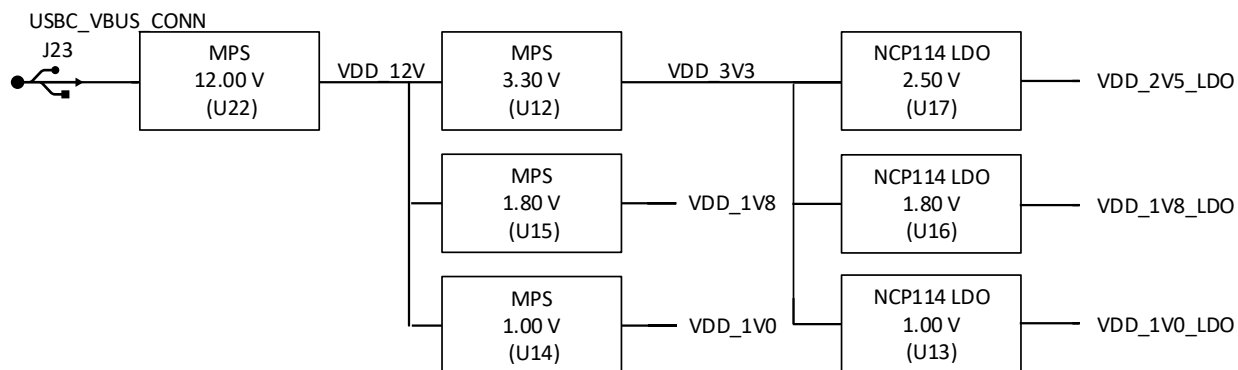 USBC_VBUS_CONN
J23
MPS
12.00 V
(U22)
VDD_12V
MPS
3.30 V
(U12)
VDD_3V3
NCP114 LDO
2.50 V
(U17)
VDD_2V5_LDO
MPS
1.80 V
(U15)
VDD_1V8
NCP114 LDO
1.80 V
(U16)
VDD_1V8_LDO
MPS
1.00 V
(U14)
VDD_1V0
NCP114 LDO
1.00 V
(U13)
VDD_1V0_LDO